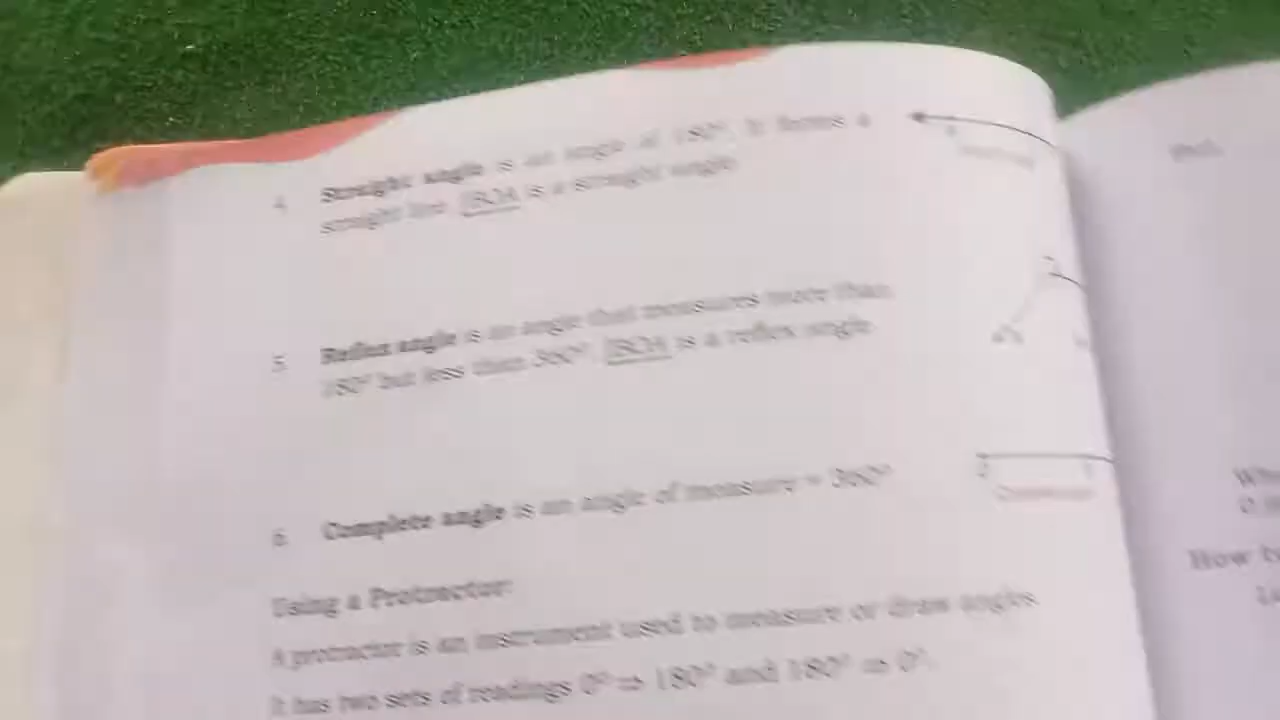 4. Straight angle is an angle of 180°. It forms a
straight line. ∠BOA is a straight angle.
5. Reflex angle is an angle that measures more than
180° but less than 360°. ∠BOA is a reflex angle.
6. Complete angle is an angle of measure = 360°
Using a Protractor:
A protractor is an instrument used to measure or draw angles.
It has two sets of readings 0° ⇒ 180° and 180° ⇒ 0°.
How